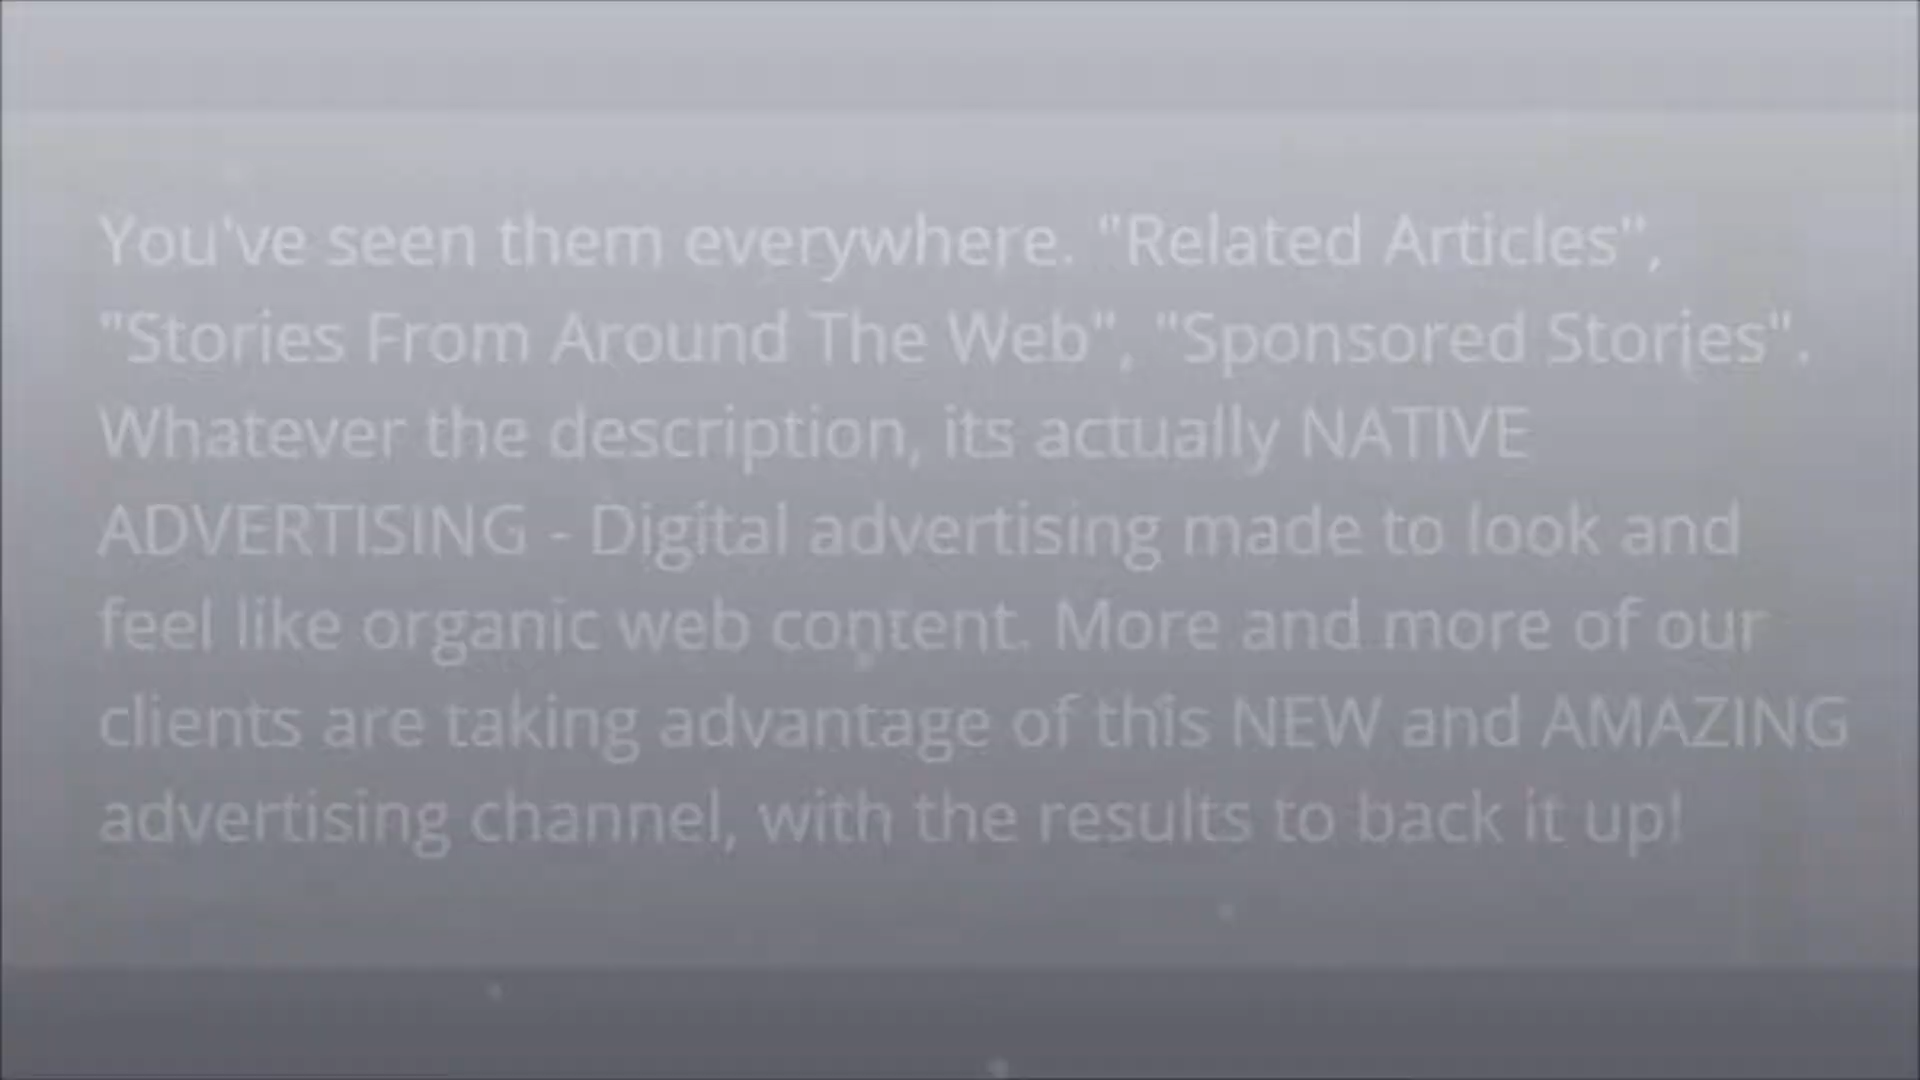 You've seen them everywhere. "Related Articles",
"Stories From Around The Web", "Sponsored Stories".
Whatever the description, its actually NATIVE
ADVERTISING - Digital advertising made to look and
feel like organic web content. More and more of our
clients are taking advantage of this NEW and AMAZING
advertising channel, with the results to back it up!